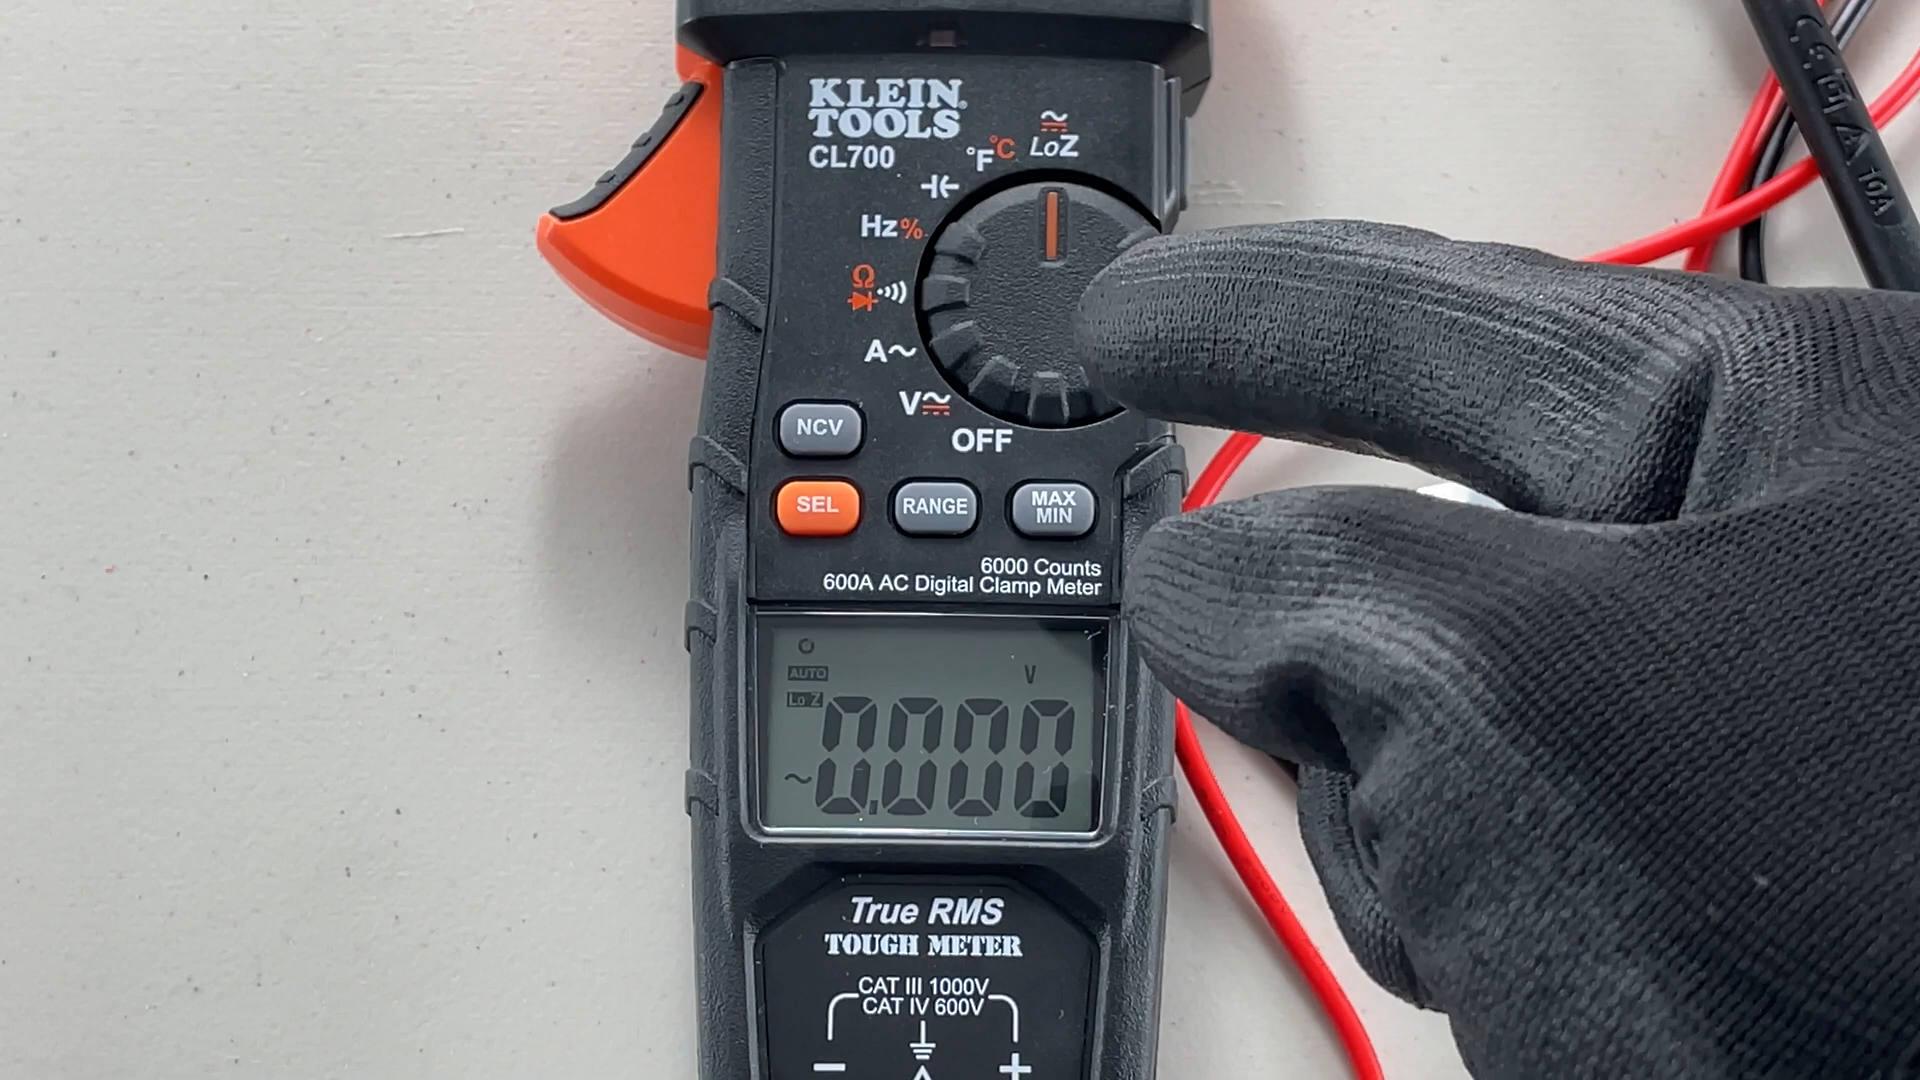 KLEIN
TOOLS®
CL700
LoZ
°F°C
Hz%
Ω
A
V
OFF
NCV
SEL
RANGE
MAX
MIN
6000 Counts
600A AC Digital Clamp Meter
AUTO
V
Lo Z
~0.000
True RMS
TOUGH METER
CAT III 1000V
CAT IV 600V
− +
10A